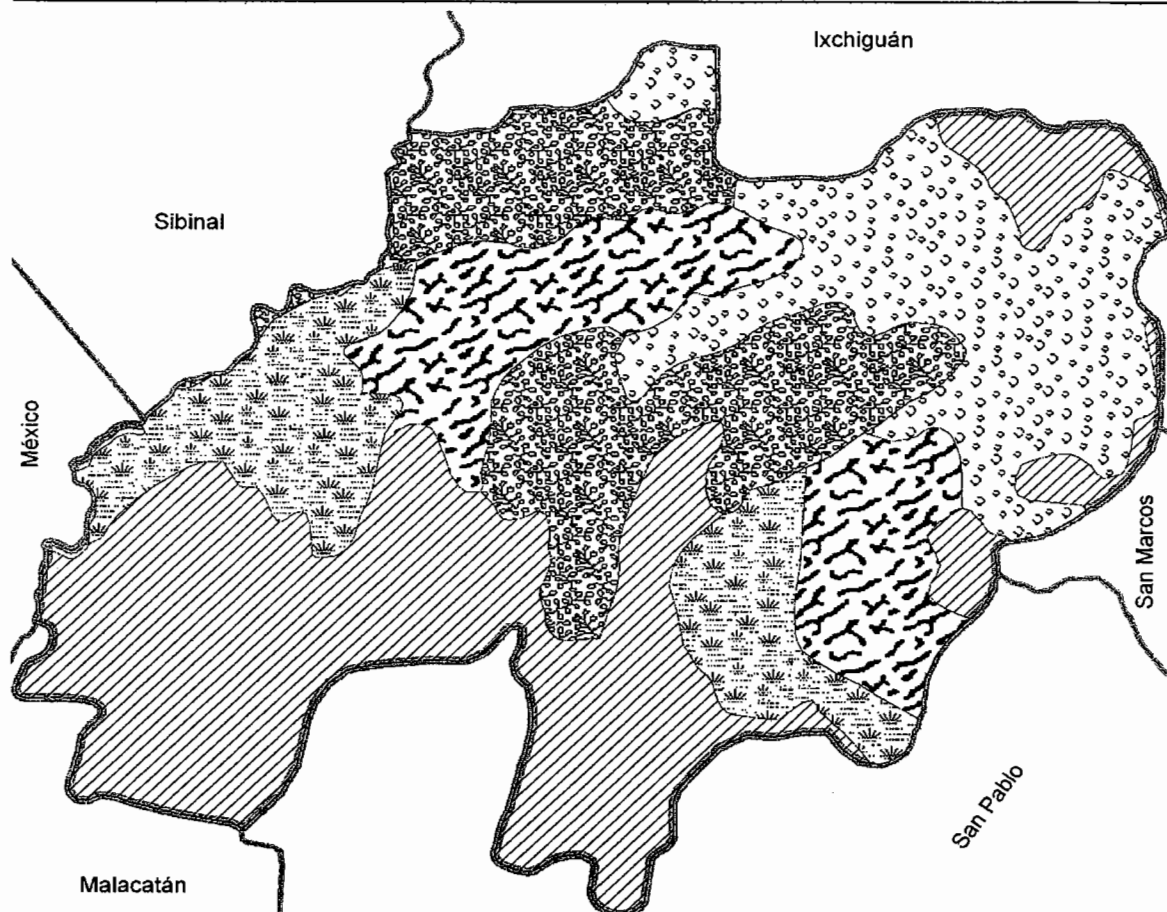 Ixchiguán
Sibinal
México
San Marcos
San Pablo
Malacatán